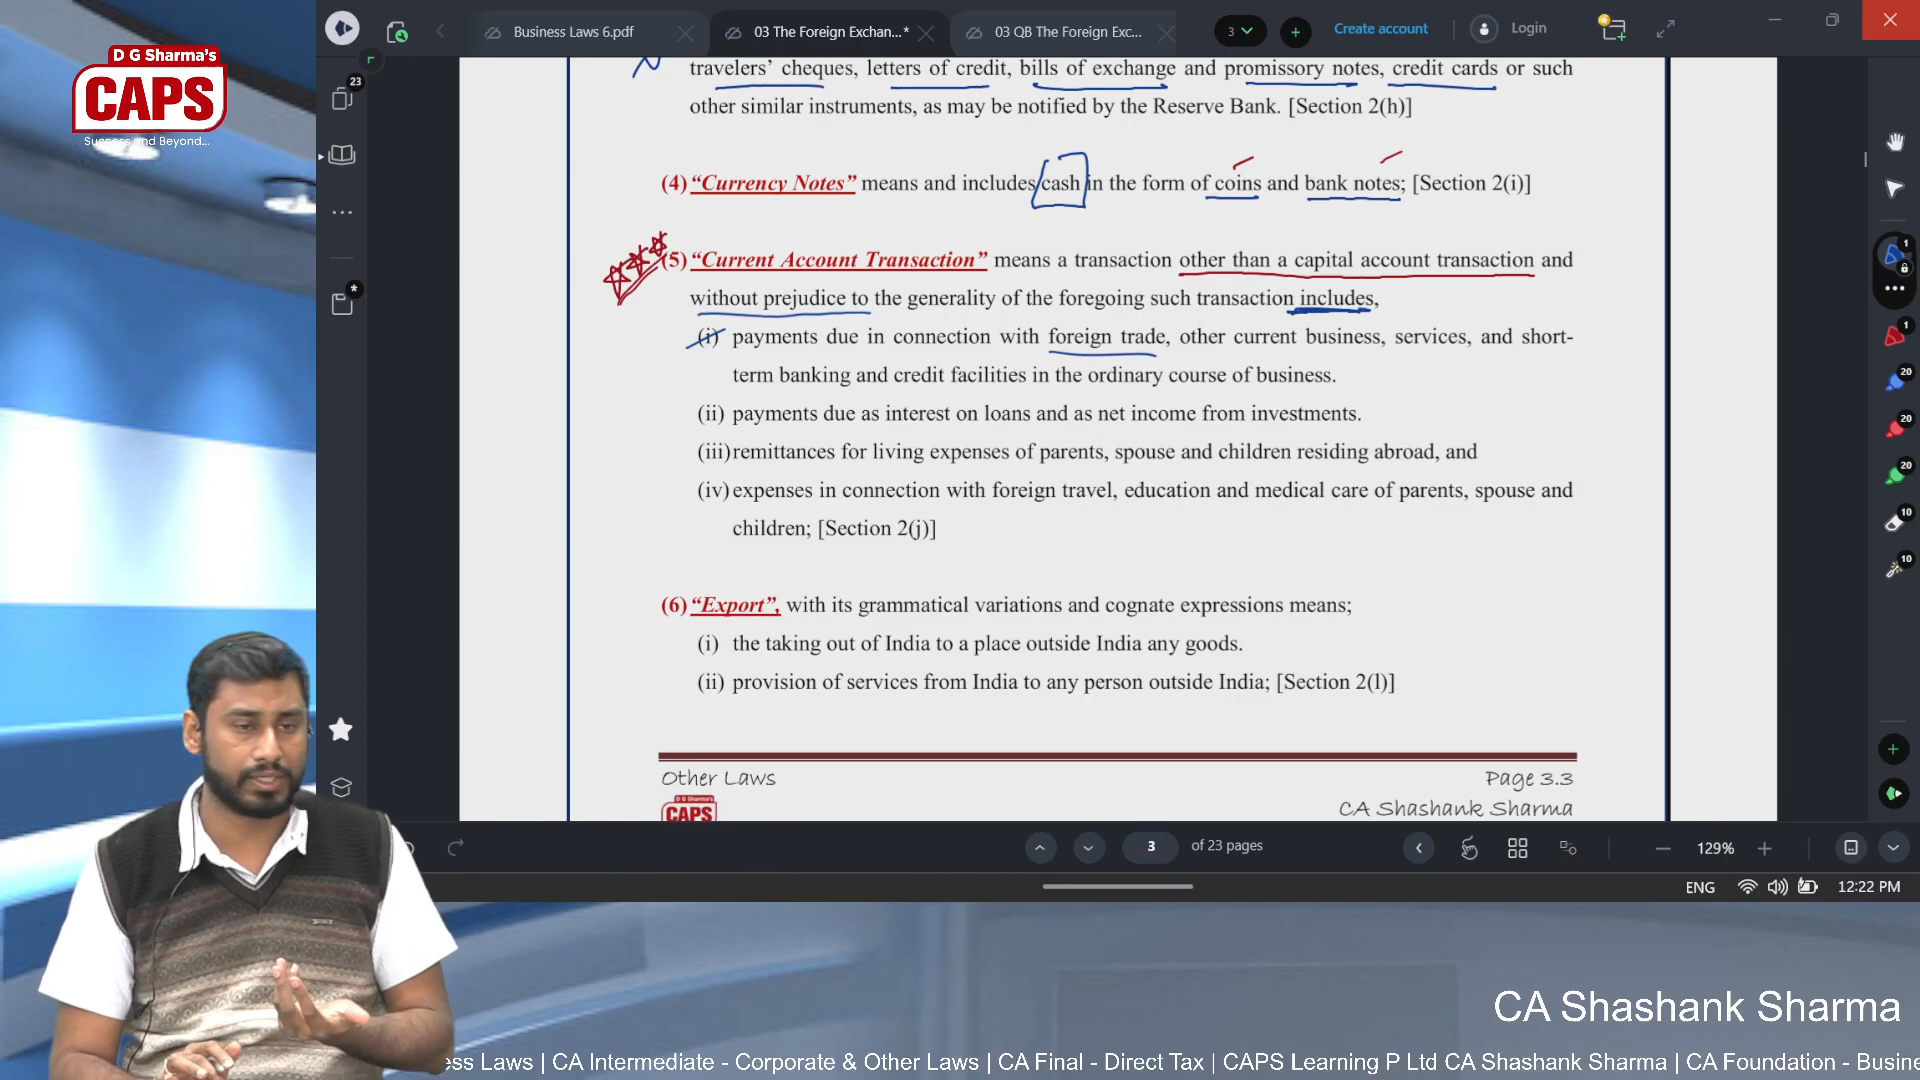 D G Sharma's
CAPS
Success and Beyond...
Business Laws 6.pdf
03 The Foreign Exchan...*
03 QB The Foreign Exc...
3
Create account
Login
23
travelers' cheques, letters of credit, bills of exchange and promissory notes, credit cards or such
other similar instruments, as may be notified by the Reserve Bank. [Section 2(h)]
(4) “Currency Notes” means and includes cash in the form of coins and bank notes; [Section 2(i)]
(5) “Current Account Transaction” means a transaction other than a capital account transaction and
without prejudice to the generality of the foregoing such transaction includes,
(i) payments due in connection with foreign trade, other current business, services, and short-
term banking and credit facilities in the ordinary course of business.
(ii) payments due as interest on loans and as net income from investments.
(iii) remittances for living expenses of parents, spouse and children residing abroad, and
(iv) expenses in connection with foreign travel, education and medical care of parents, spouse and
children; [Section 2(j)]
(6) “Export”, with its grammatical variations and cognate expressions means;
(i) the taking out of India to a place outside India any goods.
(ii) provision of services from India to any person outside India; [Section 2(l)]
Other Laws
Page 3.3
D G Sharma's
CAPS
CA Shashank Sharma
1
1
20
20
20
10
10
3 of 23 pages
129%
ENG
12:22 PM
CA Shashank Sharma
ess Laws | CA Intermediate - Corporate & Other Laws | CA Final - Direct Tax | CAPS Learning P Ltd CA Shashank Sharma | CA Foundation - Busine